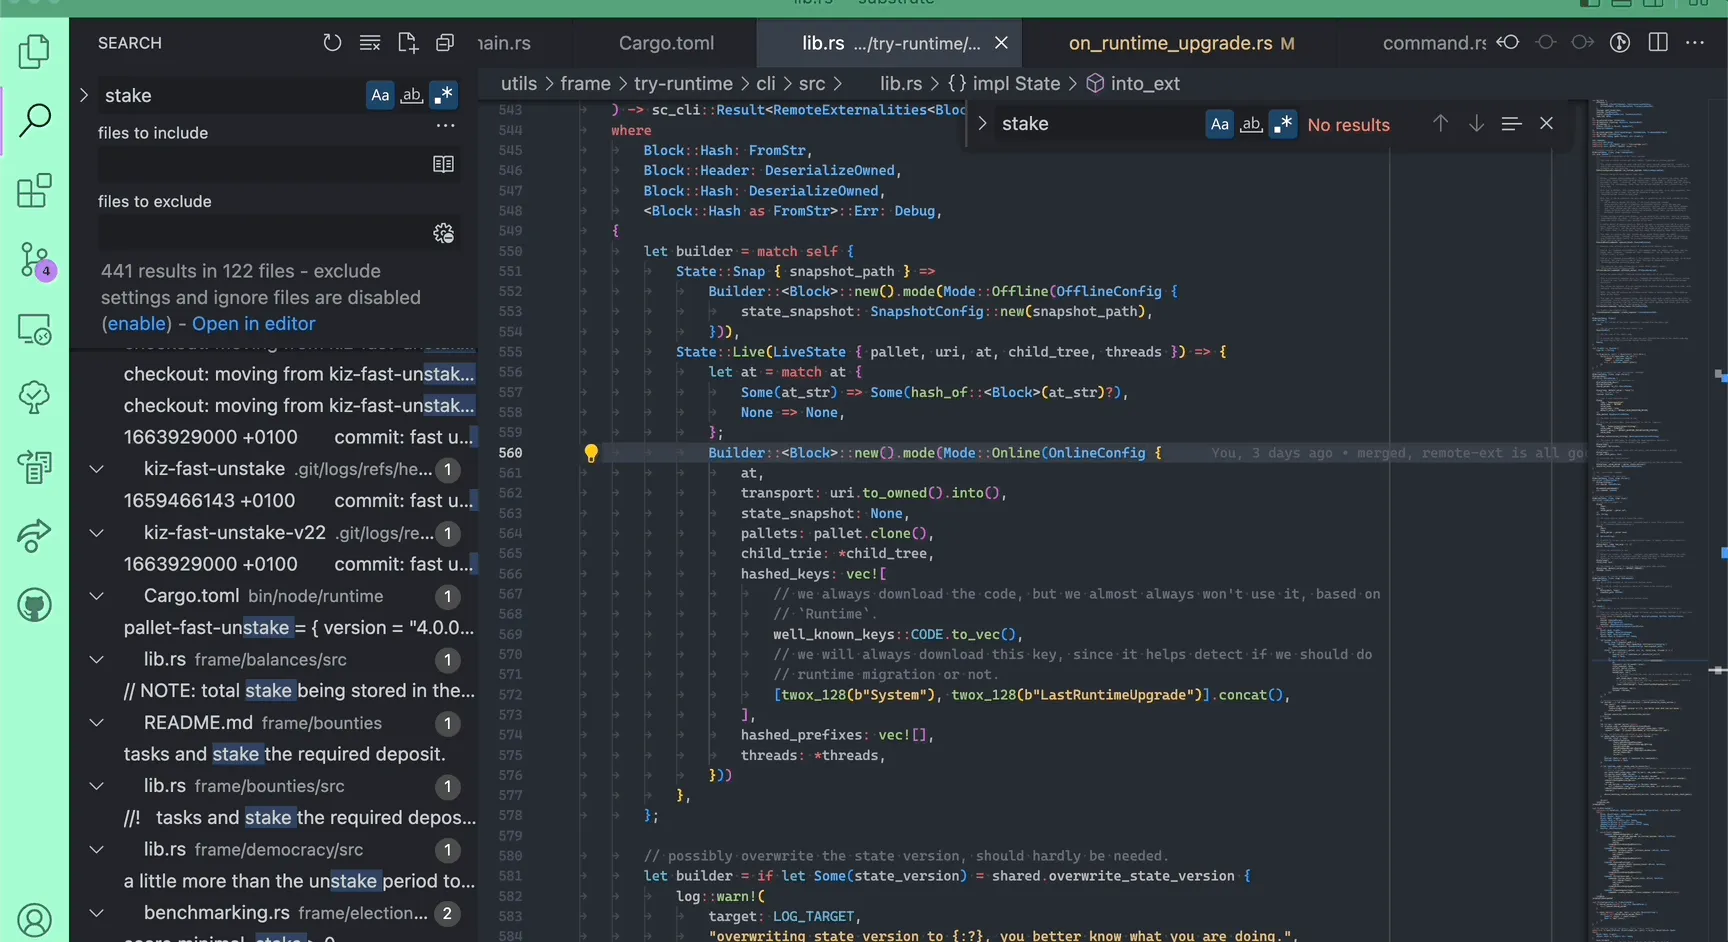 SEARCH
stake
Aa
ab
files to include
files to exclude
441 results in 122 files - exclude
settings and ignore files are disabled
(enable) - Open in editor
checkout: moving from kiz-fast-unstak...
checkout: moving from kiz-fast-unstak...
1663929000 +0100 commit: fast u...
kiz-fast-unstake .git/logs/refs/he... 1
1659466143 +0100 commit: fast u...
kiz-fast-unstake-v22 .git/logs/re... 1
1663929000 +0100 commit: fast u...
Cargo.toml bin/node/runtime 1
pallet-fast-unstake = { version = "4.0.0...
lib.rs frame/balances/src 1
// NOTE: total stake being stored in the...
README.md frame/bounties 1
tasks and stake the required deposit.
lib.rs frame/bounties/src 1
//! tasks and stake the required depos...
lib.rs frame/democracy/src 1
a little more than the unstake period to...
benchmarking.rs frame/election... 2
4
Cargo.toml
lib.rs .../try-runtime/...
on_runtime_upgrade.rs M
utils > frame > try-runtime > cli > src > lib.rs > {} impl State > into_ext
stake
Aa
ab
No results
543 ) -> sc_cli::Result<RemoteExternalities<Bloc
544 where
545 Block::Hash: FromStr,
546 Block::Header: DeserializeOwned,
547 Block::Hash: DeserializeOwned,
548 <Block::Hash as FromStr>::Err: Debug,
549 {
550 let builder = match self {
551 State::Snap { snapshot_path } =>
552 Builder::<Block>::new().mode(Mode::Offline(OfflineConfig {
553 state_snapshot: SnapshotConfig::new(snapshot_path),
554 })),
555 State::Live(LiveState { pallet, uri, at, child_tree, threads }) => {
556 let at = match at {
557 Some(at_str) => Some(hash_of::<Block>(at_str)?),
558 None => None,
559 };
560 Builder::<Block>::new().mode(Mode::Online(OnlineConfig { You, 3 days ago • merged, remote-ext is all
561 at,
562 transport: uri.to_owned().into(),
563 state_snapshot: None,
564 pallets: pallet.clone(),
565 child_trie: *child_tree,
566 hashed_keys: vec![
567 // we always download the code, but we almost always won't use it, based on
568 // `Runtime`.
569 well_known_keys::CODE.to_vec(),
570 // we will always download this key, since it helps detect if we should do
571 // runtime migration or not.
572 [twox_128(b"System"), twox_128(b"LastRuntimeUpgrade")].concat(),
573 ],
574 hashed_prefixes: vec![],
575 threads: *threads,
576 }))
577 },
578 };
579
580 // possibly overwrite the state version, should hardly be needed.
581 let builder = if let Some(state_version) = shared.overwrite_state_version {
582 log::warn!(
583 target: LOG_TARGET,
584 "overwriting state version to {:?}, you better know what you are doing.",